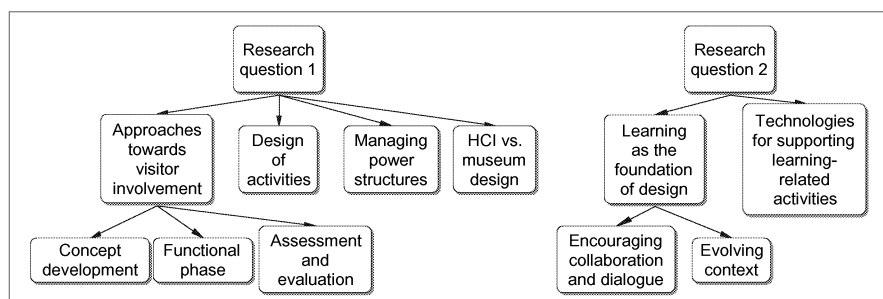 Research
question 1
Research
question 2
Approaches
towards
visitor
involvement
Design
of
activities
Managing
power
structures
HCI vs.
museum
design
Learning
as the
foundation
of design
Technologies
for supporting
learning-
related
activities
Concept
development
Functional
phase
Assessment
and
evaluation
Encouraging
collaboration
and dialogue
Evolving
context